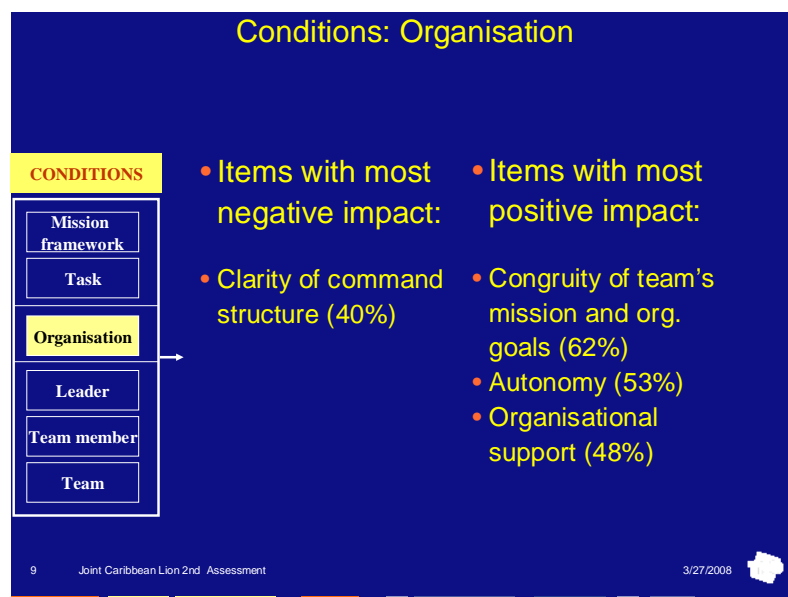 Conditions: Organisation
CONDITIONS
Mission
framework
Task
Organisation
Leader
Team member
Team
• Items with most
negative impact:
• Clarity of command
structure (40%)
• Items with most
positive impact:
• Congruity of team's
mission and org.
goals (62%)
• Autonomy (53%)
• Organisational
support (48%)
9
Joint Caribbean Lion 2nd Assessment
3/27/2008